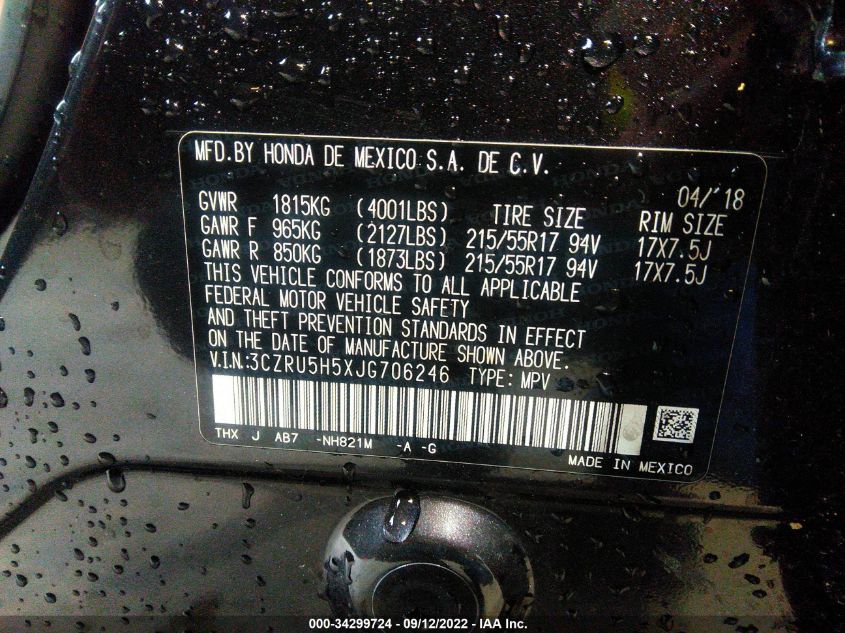 MFD.BY HONDA DE MEXICO S.A. DE C.V.
04/'18
GVWR 1815KG (4001LBS) TIRE SIZE RIM SIZE
GAWR F 965KG (2127LBS) 215/55R17 94V 17X7.5J
GAWR R 850KG (1873LBS) 215/55R17 94V 17X7.5J
THIS VEHICLE CONFORMS TO ALL APPLICABLE
FEDERAL MOTOR VEHICLE SAFETY
AND THEFT PREVENTION STANDARDS IN EFFECT
ON THE DATE OF MANUFACTURE SHOWN ABOVE.
V.I.N.:3CZRU5H5XJG706246 TYPE: MPV
THX J AB7 -NH821M -A -G
MADE IN MEXICO
000-34299724 - 09/12/2022 - IAA Inc.